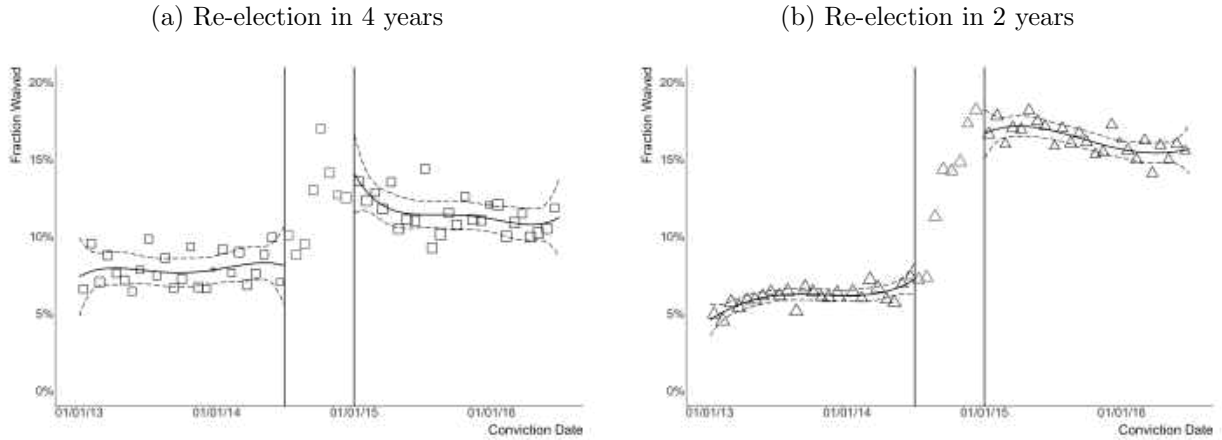 (a) Re-election in 4 years
Fraction Waived
20%
15%
10%
5%
0%
01/01/13 01/01/14 01/01/15 01/01/16
Conviction Date
(b) Re-election in 2 years
Fraction Waived
20%
15%
10%
5%
0%
01/01/13 01/01/14 01/01/15 01/01/16
Conviction Date